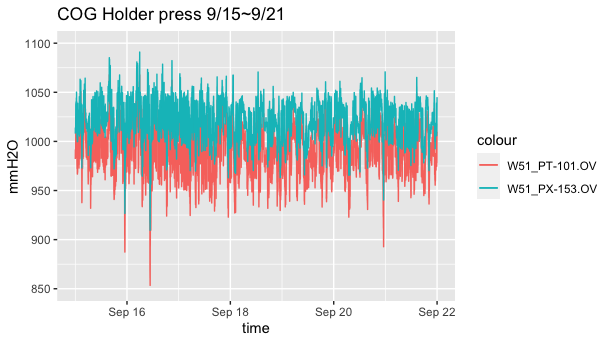 COG Holder press 9/15~9/21
1100
1050
1000
950
900
850
mmH2O
Sep 16
Sep 18
Sep 20
Sep 22
time
colour
W51_PT-101.OV
W51_PX-153.OV